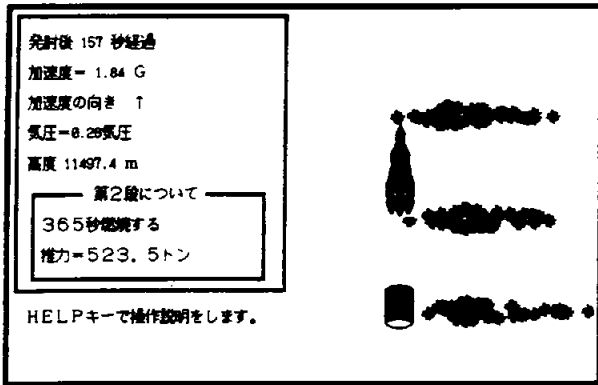 発射後 157 秒経過
加速度= 1.84 G
加速度の向き ↑
気圧=0.26気圧
高度 11497.4 m
第2段について
365秒燃焼する
推力=523.5トン
HELPキーで操作説明をします。